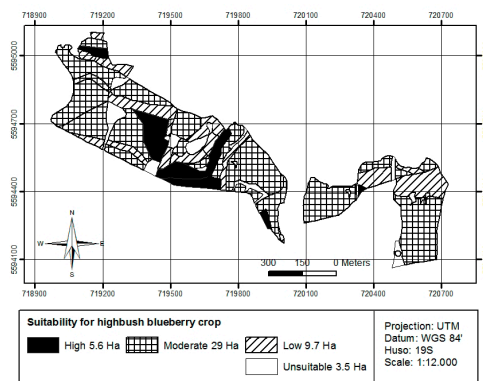 718900 719200 719500 719800 720100 720400 720700
5595000
5594700
5594400
5594100
N
W E
S
300 150 0 Meters
718900 719200 719500 719800 720100 720400 720700
Suitability for highbush blueberry crop
High 5.6 Ha Moderate 29 Ha Low 9.7 Ha
Unsuitable 3.5 Ha
Projection: UTM
Datum: WGS 84'
Huso: 19S
Scale: 1:12.000